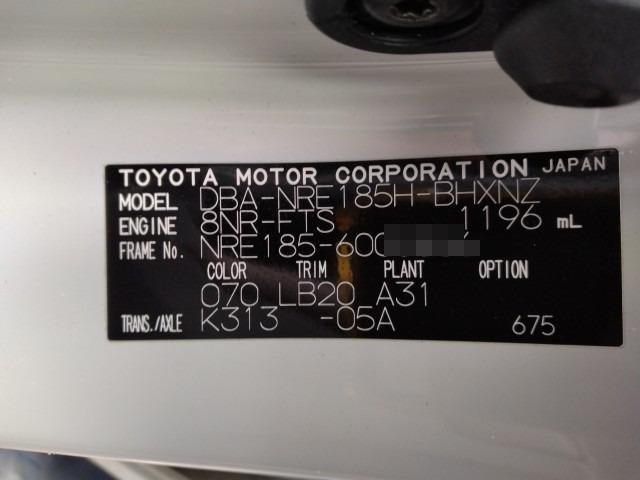 TOYOTA MOTOR CORPORATION JAPAN
MODEL DBA-NRE185H-BHXNZ
ENGINE 8NR-FTS 1196 mL
FRAME No. NRE185-600
COLOR TRIM PLANT OPTION
070 LB20 A31
TRANS./AXLE K313 -05A 675